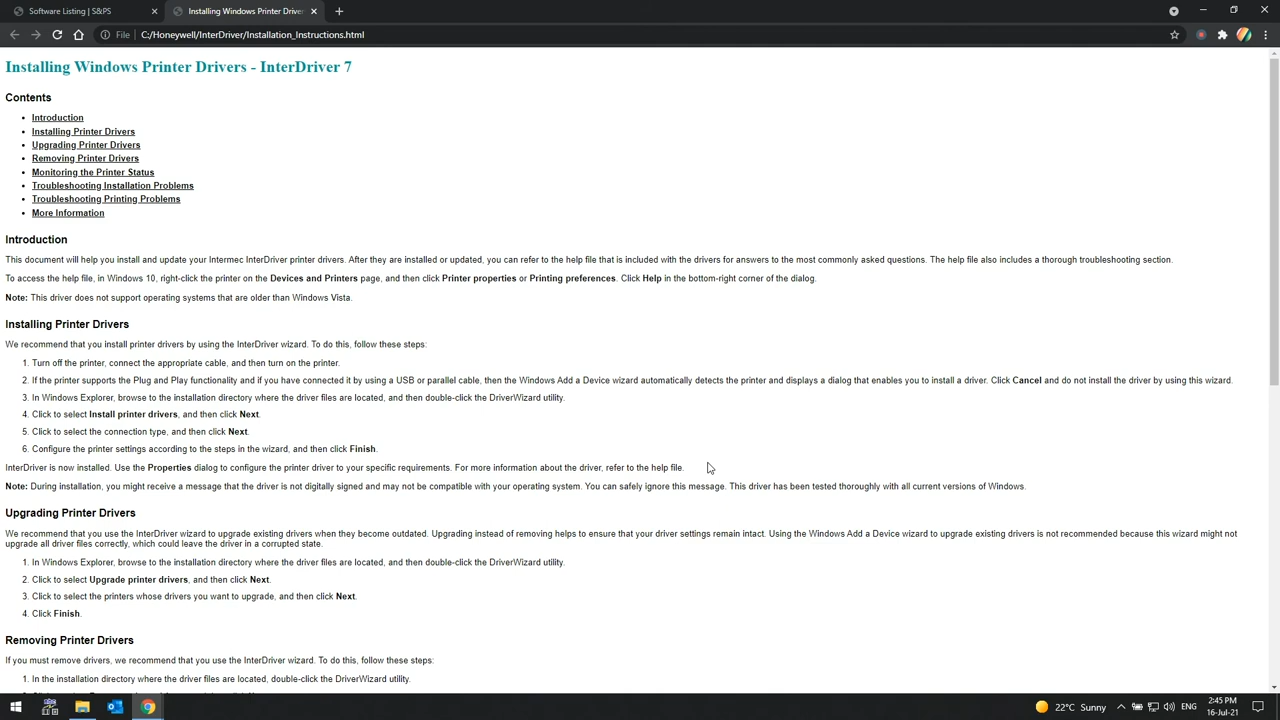 Software Listing | S&PS
Installing Windows Printer Driver
File
C:/Honeywell/InterDriver/Installation_Instructions.html
Installing Windows Printer Drivers - InterDriver 7
Contents
Introduction
Installing Printer Drivers
Upgrading Printer Drivers
Removing Printer Drivers
Monitoring the Printer Status
Troubleshooting Installation Problems
Troubleshooting Printing Problems
More Information
Introduction
This document will help you install and update your Intermec InterDriver printer drivers. After they are installed or updated, you can refer to the help file that is included with the drivers for answers to the most commonly asked questions. The help file also includes a thorough troubleshooting section.
To access the help file, in Windows 10, right-click the printer on the Devices and Printers page, and then click Printer properties or Printing preferences. Click Help in the bottom-right corner of the dialog.
Note: This driver does not support operating systems that are older than Windows Vista.
Installing Printer Drivers
We recommend that you install printer drivers by using the InterDriver wizard. To do this, follow these steps:
1. Turn off the printer, connect the appropriate cable, and then turn on the printer.
2. If the printer supports the Plug and Play functionality and if you have connected it by using a USB or parallel cable, then the Windows Add a Device wizard automatically detects the printer and displays a dialog that enables you to install a driver. Click Cancel and do not install the driver by using this wizard.
3. In Windows Explorer, browse to the installation directory where the driver files are located, and then double-click the DriverWizard utility.
4. Click to select Install printer drivers, and then click Next.
5. Click to select the connection type, and then click Next.
6. Configure the printer settings according to the steps in the wizard, and then click Finish.
InterDriver is now installed. Use the Properties dialog to configure the printer driver to your specific requirements. For more information about the driver, refer to the help file.
Note: During installation, you might receive a message that the driver is not digitally signed and may not be compatible with your operating system. You can safely ignore this message. This driver has been tested thoroughly with all current versions of Windows.
Upgrading Printer Drivers
We recommend that you use the InterDriver wizard to upgrade existing drivers when they become outdated. Upgrading instead of removing helps to ensure that your driver settings remain intact. Using the Windows Add a Device wizard to upgrade existing drivers is not recommended because this wizard might not
upgrade all driver files correctly, which could leave the driver in a corrupted state.
1. In Windows Explorer, browse to the installation directory where the driver files are located, and then double-click the DriverWizard utility.
2. Click to select Upgrade printer drivers, and then click Next.
3. Click to select the printers whose drivers you want to upgrade, and then click Next.
4. Click Finish.
Removing Printer Drivers
If you must remove drivers, we recommend that you use the InterDriver wizard. To do this, follow these steps:
1. In the installation directory where the driver files are located, double-click the DriverWizard utility.
22°C Sunny
ENG
2:45 PM
16-Jul-21